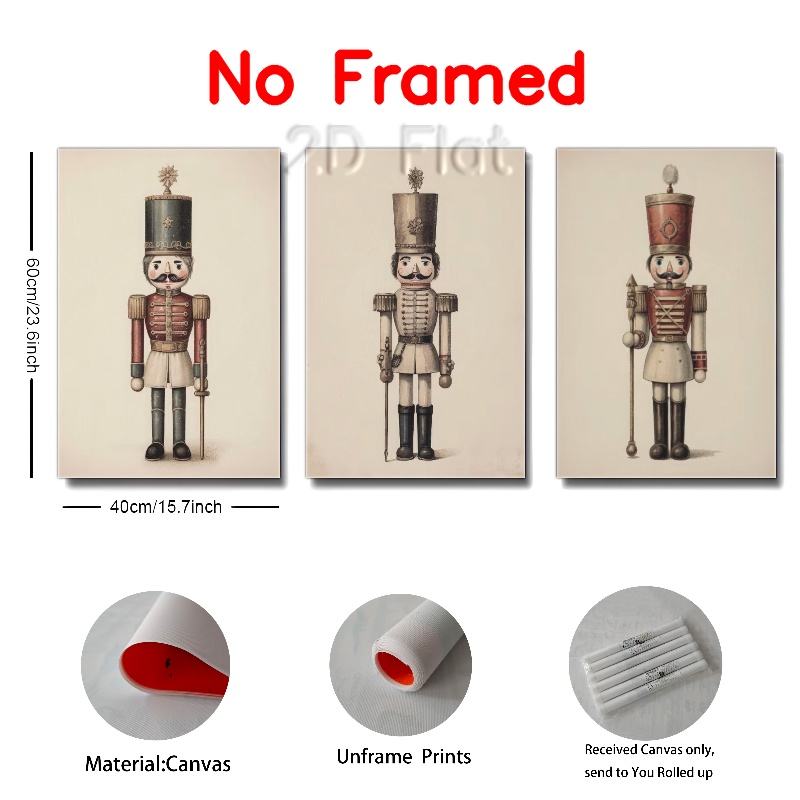 No Framed
2D Flat
60cm/23.6inch
40cm/15.7inch
Material:Canvas
Unframe Prints
Received Canvas only,
send to You Rolled up